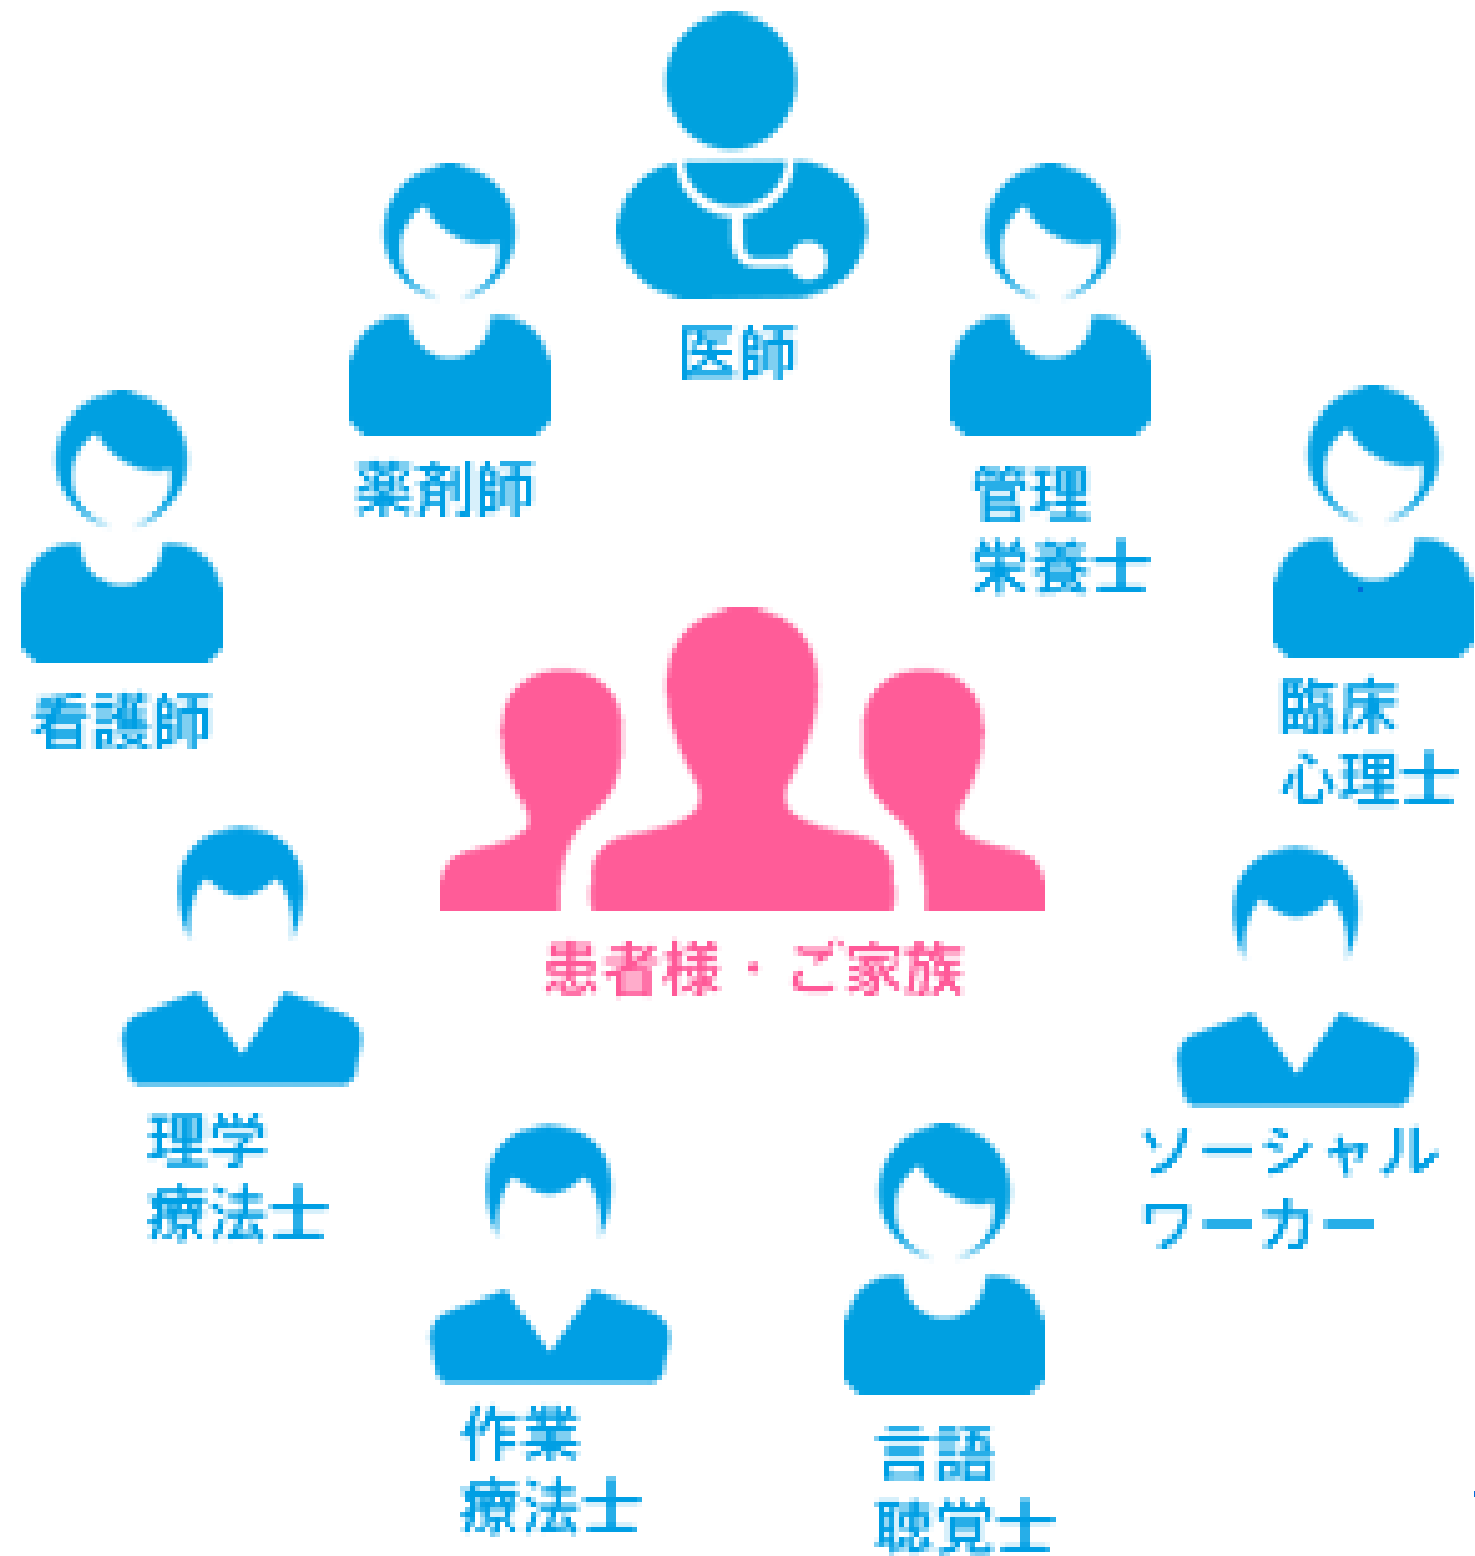 医師
薬剤師
管理
栄養士
看護師
臨床
心理士
患者様・ご家族
理学
療法士
ソーシャル
ワーカー
作業
療法士
言語
聴覚士